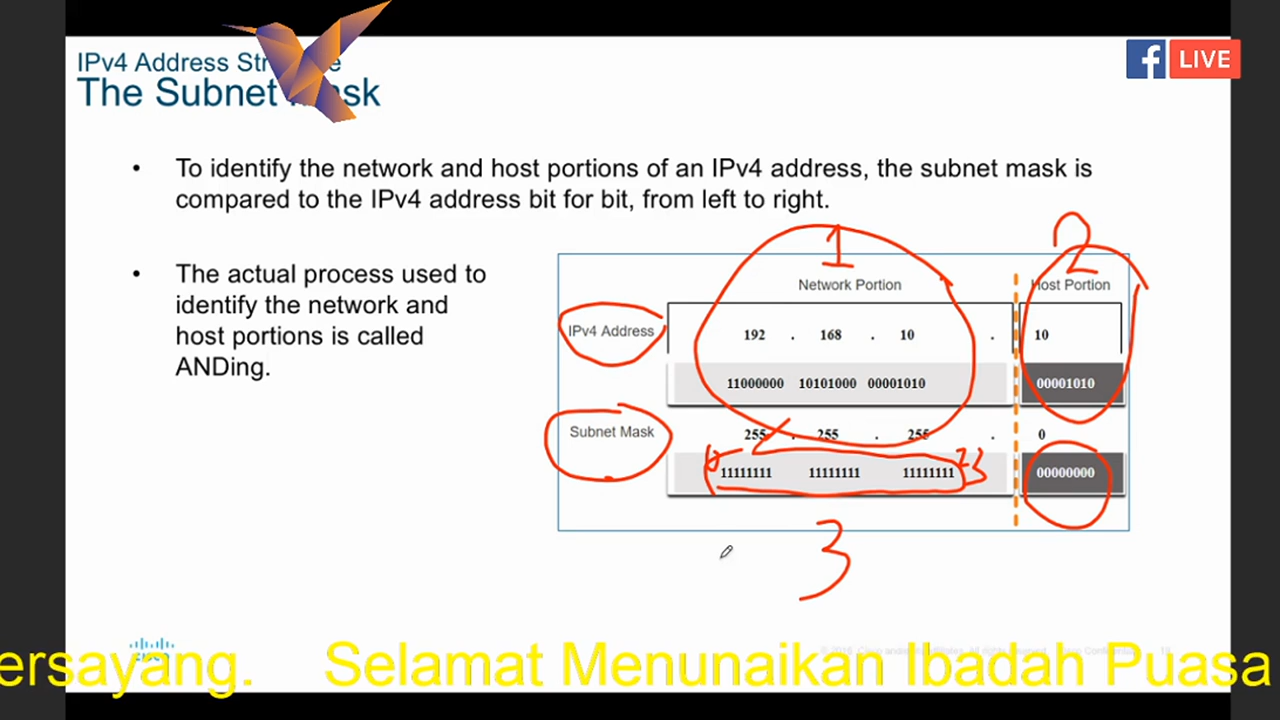 IPv4 Address
The Subnet Mask
f LIVE
• To identify the network and host portions of an IPv4 address, the subnet mask is
compared to the IPv4 address bit for bit, from left to right.
• The actual process used to
identify the network and
host portions is called
ANDing.
1
2
Network Portion
Host Portion
IPv4 Address 192 . 168 . 10 . 10
11000000 10101000 00001010 00001010
Subnet Mask 255 . 255 . 255 . 0
11111111 11111111 11111111 00000000
3
ersayang. Selamat Menunaikan Ibadah Puasa